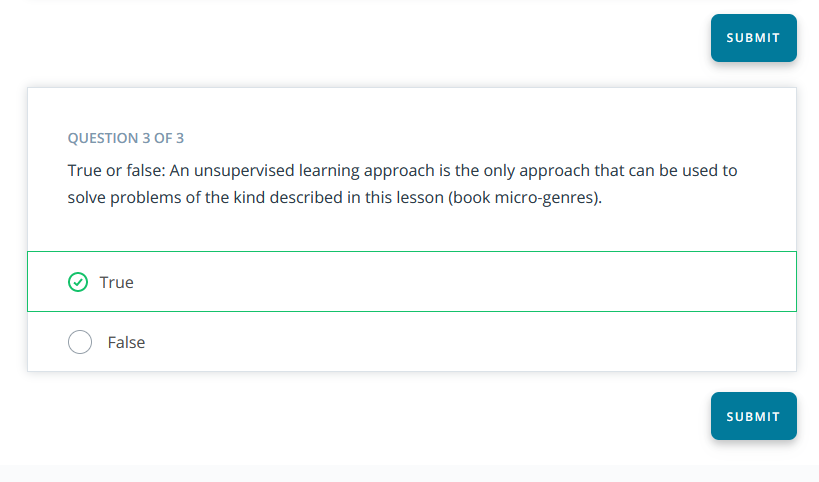 SUBMIT
QUESTION 3 OF 3
True or false: An unsupervised learning approach is the only approach that can be used to
solve problems of the kind described in this lesson (book micro-genres).
True
False
SUBMIT